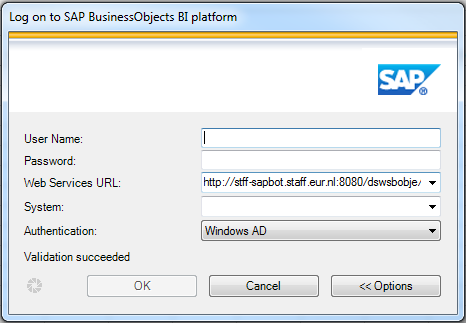 Log on to SAP BusinessObjects BI platform
SAP®
User Name:
Password:
Web Services URL: http://stff-sapbot.staff.eur.nl:8080/dswsbobje/
System:
Authentication: Windows AD
Validation succeeded
OK Cancel << Options